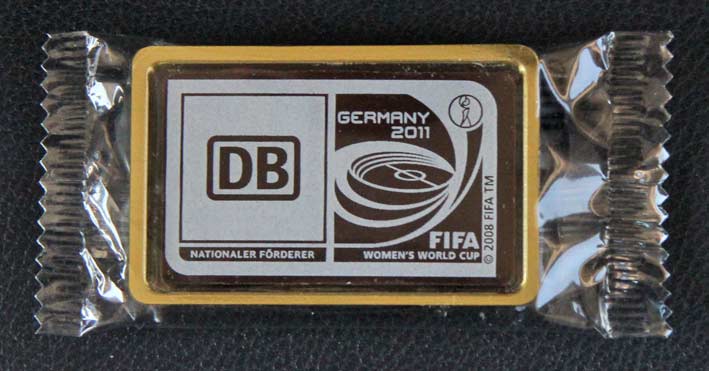 DB
NATIONALER FÖRDERER
GERMANY
2011
FIFA
WOMEN'S WORLD CUP
© 2008 FIFA TM